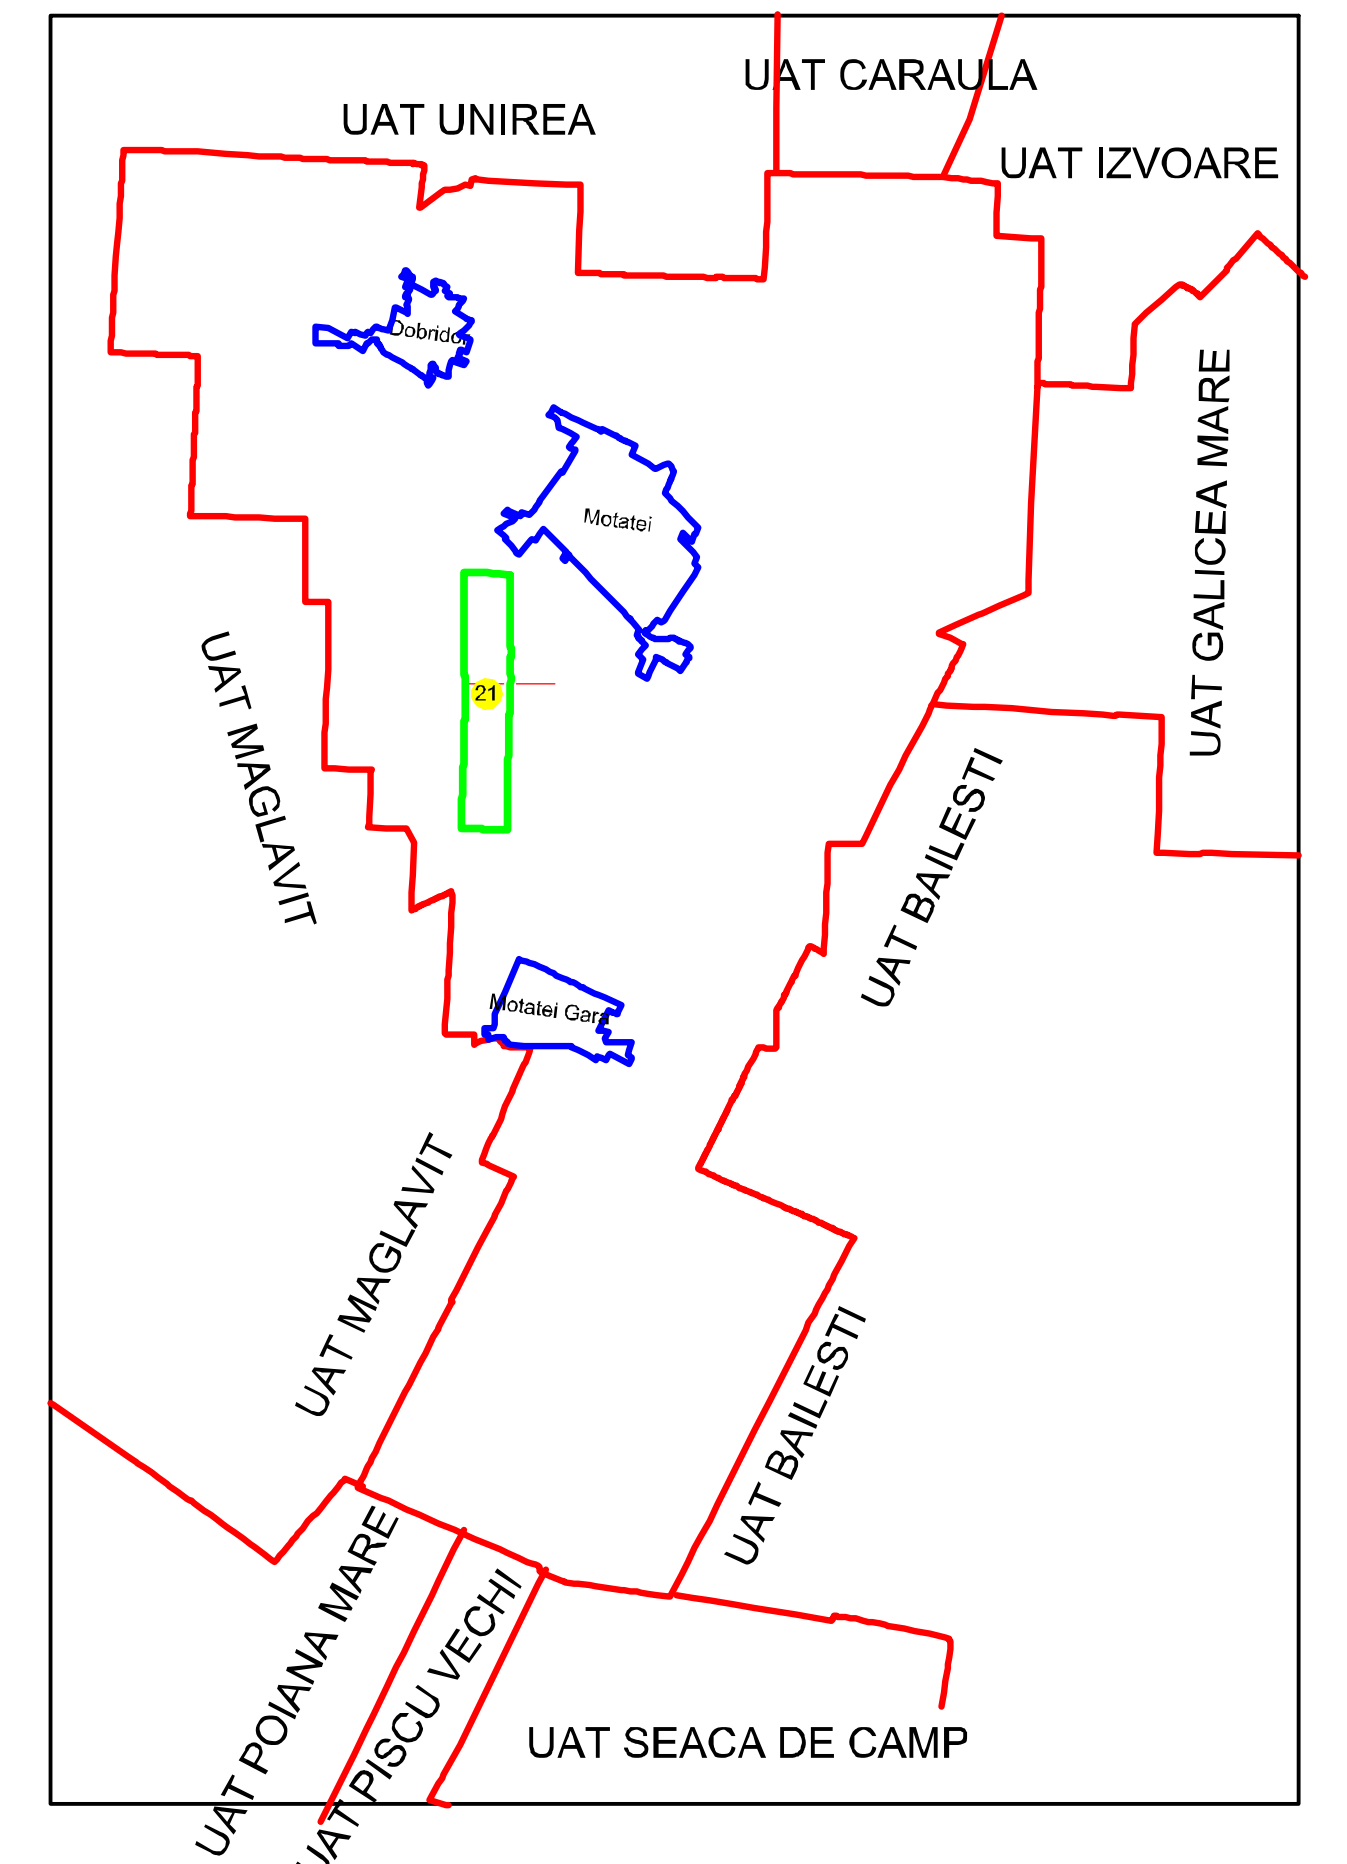 UAT CARAULA
UAT UNIREA
UAT IZVOARE
Dobridor
UAT GALICEA MARE
Motatei
UAT MAGLAVIT
21
UAT BAILESTI
Motatei Gara
UAT MAGLAVIT
UAT BAILESTI
UAT POIANA MARE
UAT PISCU VECHI
UAT SEACA DE CAMP